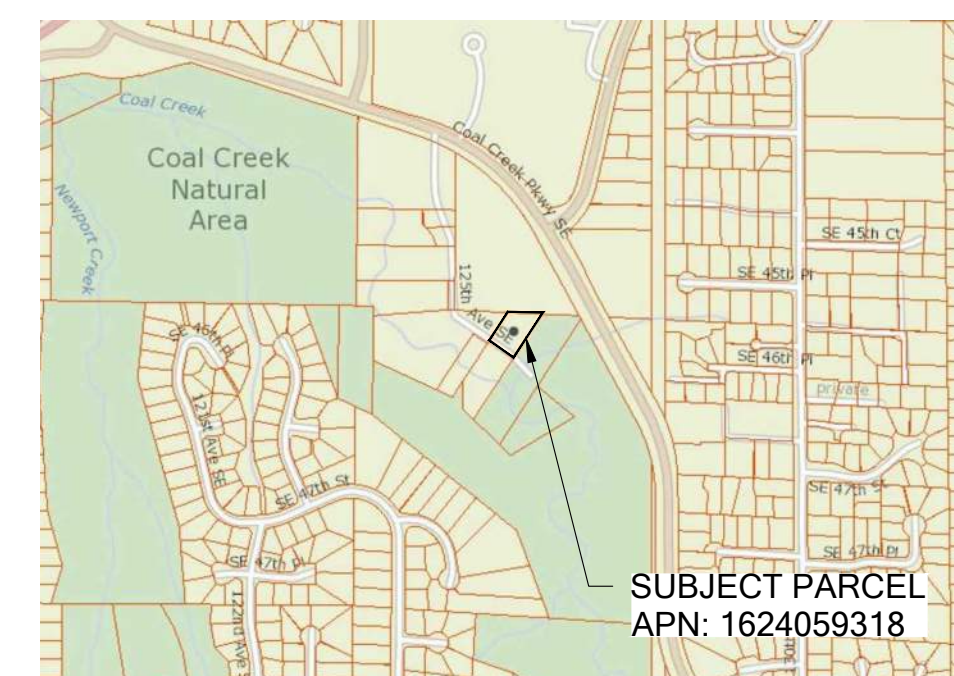 Coal Creek
Coal Creek
Natural
Area
Newport Creek
Coal Creek Pkwy SE
125th Ave SE
SE 45th Ct
SE 45th Pl
SE 46th Pl
private
SE 46th Pl
121st Ave SE
SE 47th St
SE 47th St
SE 47th Pl
SE 47th Pl
122nd Ave
SUBJECT PARCEL
APN: 1624059318